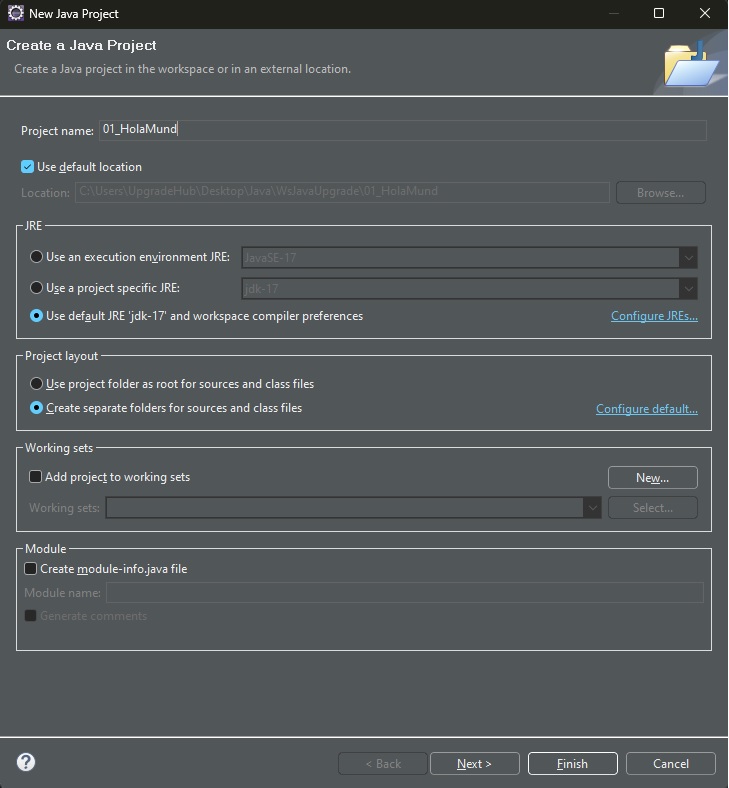 New Java Project
Create a Java Project
Create a Java project in the workspace or in an external location.
Project name: 01_HolaMund
Use default location
Location: C:\Users\UpgradeHub\Desktop\Java\WsJavaUpgrade\01_HolaMund Browse...
JRE
Use an execution environment JRE: JavaSE-17
Use a project specific JRE: jdk-17
Use default JRE 'jdk-17' and workspace compiler preferences Configure JREs...
Project layout
Use project folder as root for sources and class files
Create separate folders for sources and class files Configure default...
Working sets
Add project to working sets New...
Working sets: Select...
Module
Create module-info.java file
Module name:
Generate comments
? < Back Next > Finish Cancel